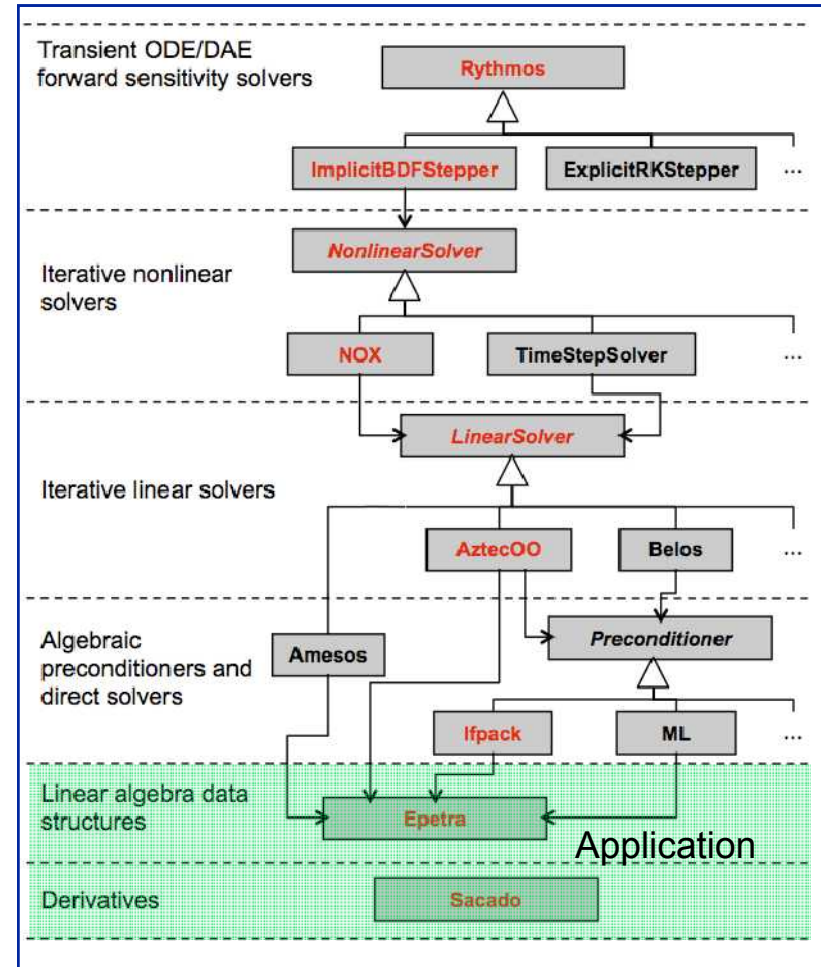 Transient ODE/DAE
forward sensitivity solvers
Rythmos
ImplicitBDFStepper
ExplicitRKStepper
...
NonlinearSolver
Iterative nonlinear
solvers
NOX
TimeStepSolver
...
LinearSolver
Iterative linear solvers
AztecOO
Belos
...
Algebraic
preconditioners and
direct solvers
Amesos
Preconditioner
Ifpack
ML
...
Linear algebra data
structures
Epetra
Application
Derivatives
Sacado